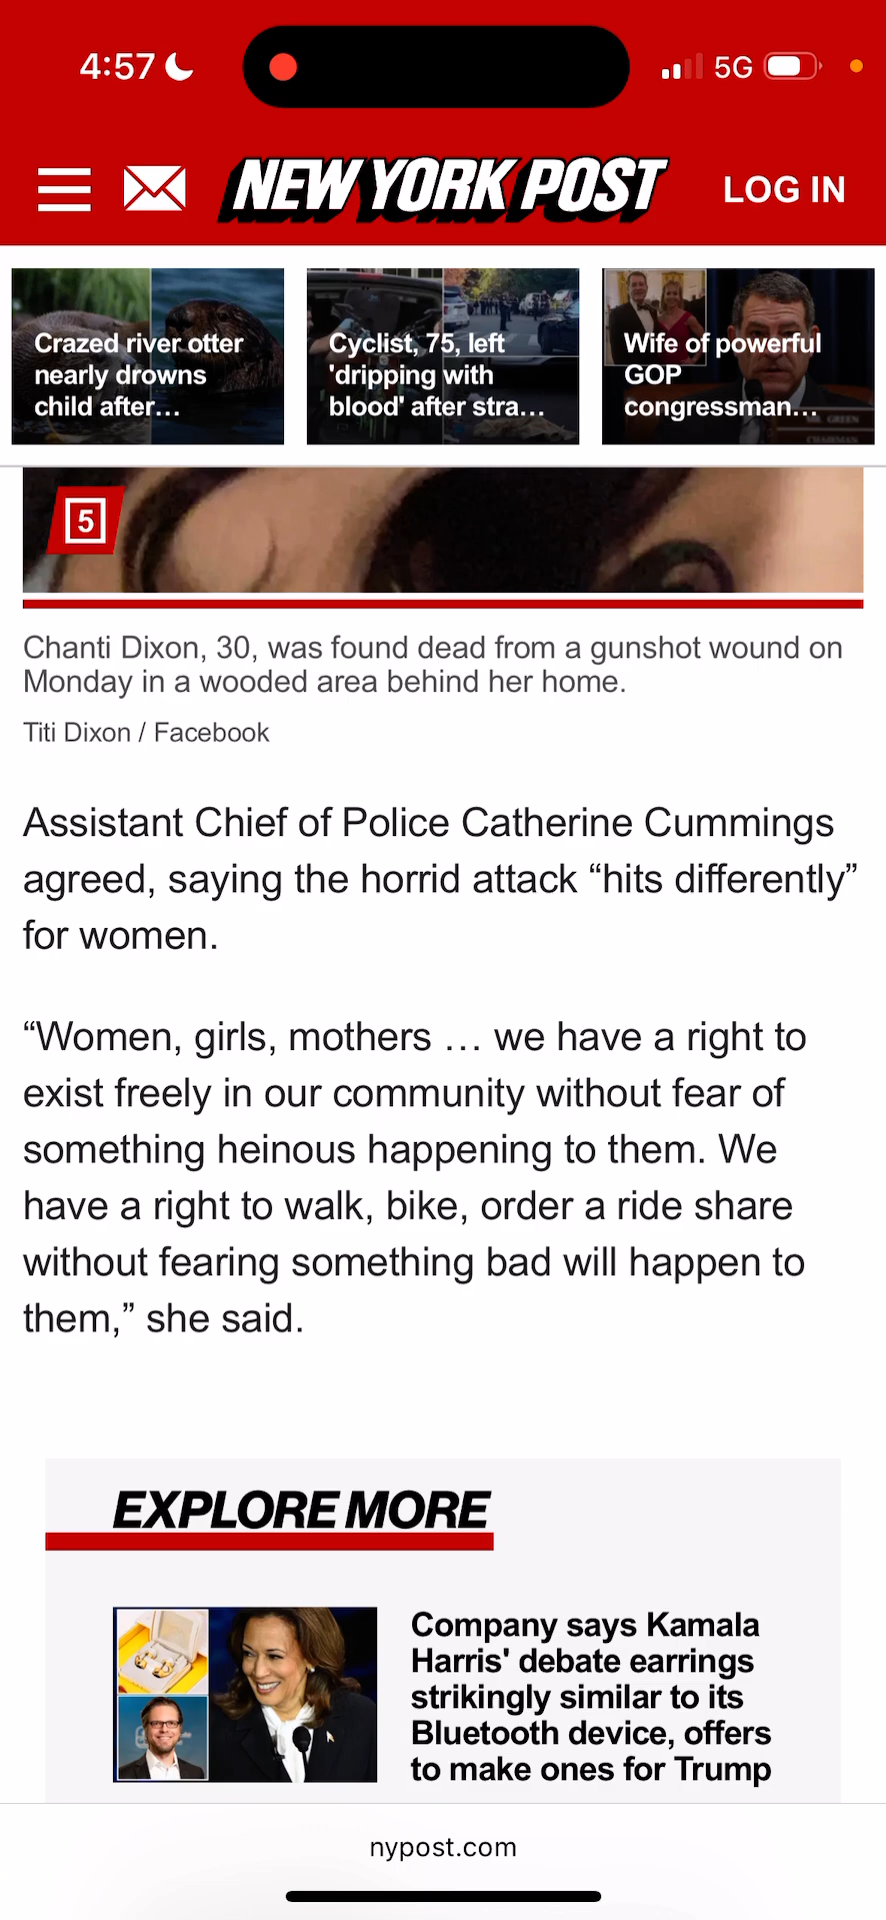 4:57
5G
NEW YORK POST
LOG IN
Crazed river otter
nearly drowns
child after...
Cyclist, 75, left
'dripping with
blood' after stra...
Wife of powerful
GOP
congressman...
MR. GREEN
CHAIRMAN
5
Chanti Dixon, 30, was found dead from a gunshot wound on
Monday in a wooded area behind her home.
Titi Dixon / Facebook
Assistant Chief of Police Catherine Cummings
agreed, saying the horrid attack “hits differently”
for women.
“Women, girls, mothers … we have a right to
exist freely in our community without fear of
something heinous happening to them. We
have a right to walk, bike, order a ride share
without fearing something bad will happen to
them,” she said.
EXPLORE MORE
Company says Kamala
Harris' debate earrings
strikingly similar to its
Bluetooth device, offers
to make ones for Trump
nypost.com